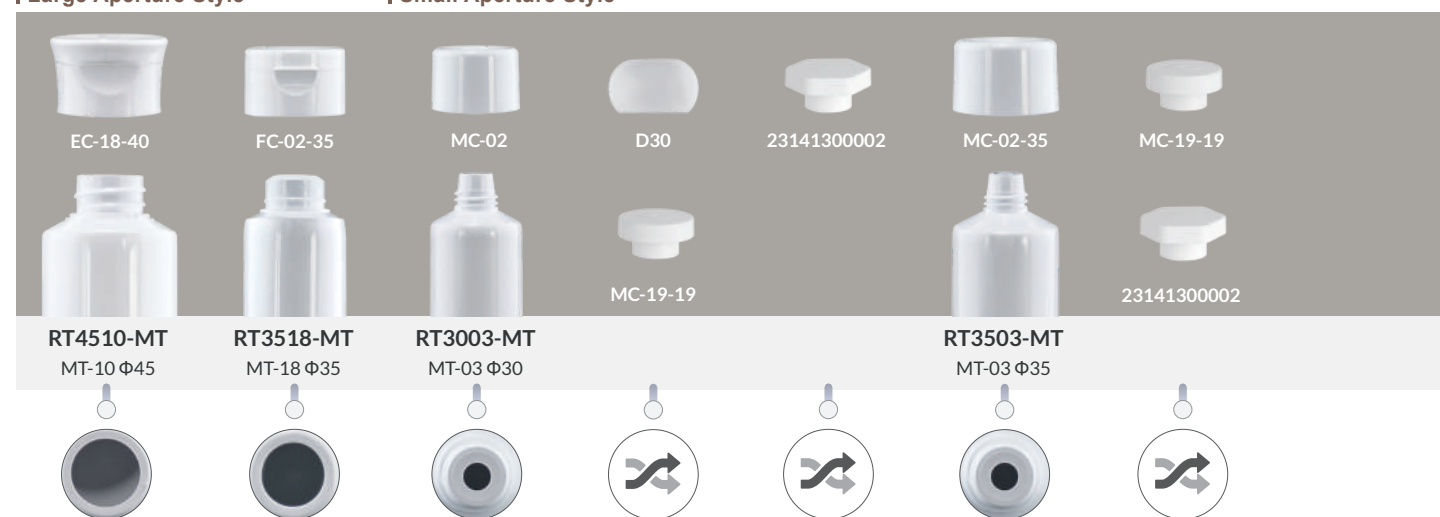 Large Aperture Style
Small Aperture Style
EC-18-40
FC-02-35
MC-02
D30
23141300002
MC-02-35
MC-19-19
MC-19-19
23141300002
RT4510-MT
RT3518-MT
RT3003-MT
RT3503-MT
MT-10 Φ45
MT-18 Φ35
MT-03 Φ30
MT-03 Φ35